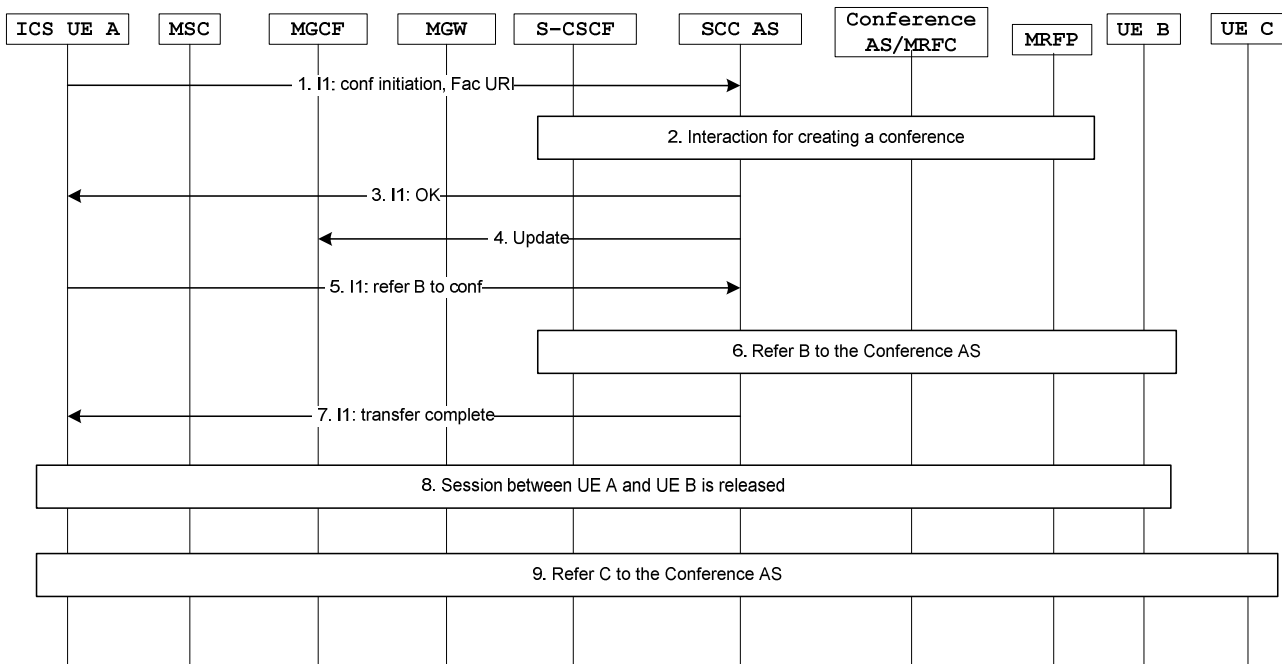 ICS UE A
MSC
MGCF
MGW
S-CSCF
SCC AS
Conference
AS/MRFC
MRFP
UE B
UE C
1. I1: conf initiation, Fac URI
2. Interaction for creating a conference
3. I1: OK
4. Update
5. I1: refer B to conf
6. Refer B to the Conference AS
7. I1: transfer complete
8. Session between UE A and UE B is released
9. Refer C to the Conference AS